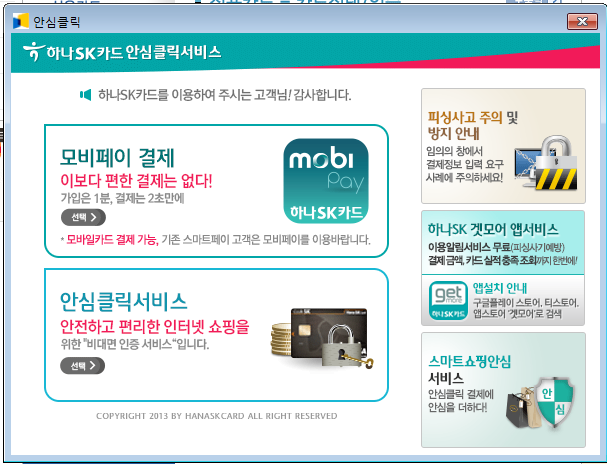 안심클릭
하나SK카드 안심클릭서비스
하나SK카드를 이용하여 주시는 고객님! 감사합니다.
모비페이 결제
이보다 편한 결제는 없다!
가입은 1분, 결제는 2초만에
선택 >
mobi
Pay
하나SK카드
* 모바일카드 결제 가능, 기존 스마트페이 고객은 모비페이를 이용바랍니다.
안심클릭서비스
안전하고 편리한 인터넷 쇼핑을
위한 "비대면 인증 서비스"입니다.
선택 >
COPYRIGHT 2013 BY HANASKCARD ALL RIGHT RESERVED
피싱사고 주의 및
방지 안내
임의의 창에서
결제정보 입력 요구
사례에 주의하세요!
하나SK 겟모어 앱서비스
이용알림서비스 무료(피싱사기예방)
결제 금액, 카드 실적 충족 조회까지 한번에!
get
more
하나SK카드
앱설치 안내
구글플레이 스토어, 티스토어,
앱스토어 '겟모어'로 검색
스마트쇼핑안심
서비스
안심클릭 결제에
안심을 더하다!
안
심